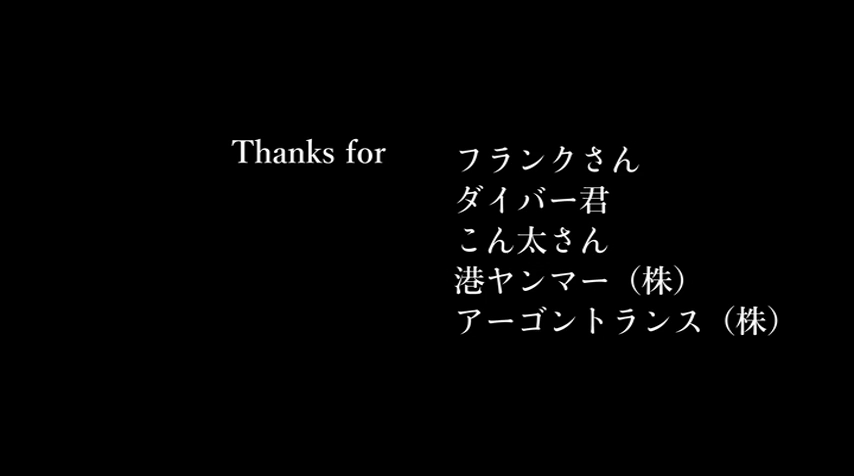 Thanks for
フランクさん
ダイバー君
こん太さん
港ヤンマー（株）
アーゴントランス（株）